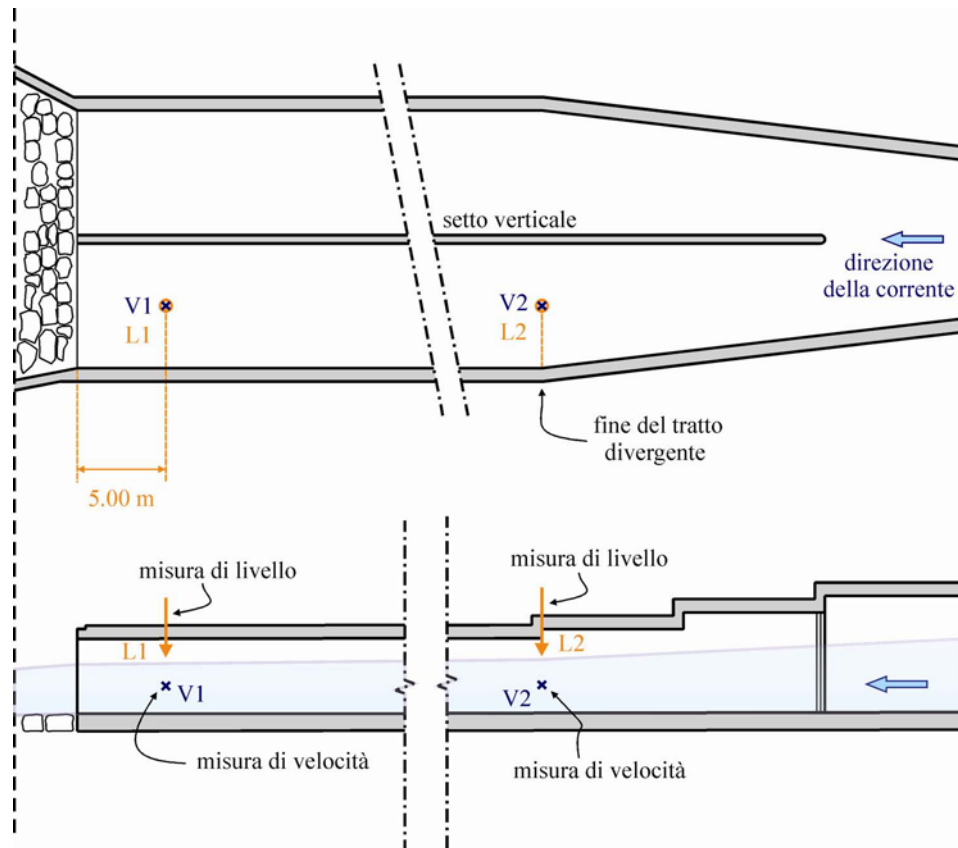 setto verticale
direzione
della corrente
V1
L1
V2
L2
fine del tratto
divergente
5.00 m
misura di livello
misura di livello
L1
L2
V1
V2
misura di velocità
misura di velocità